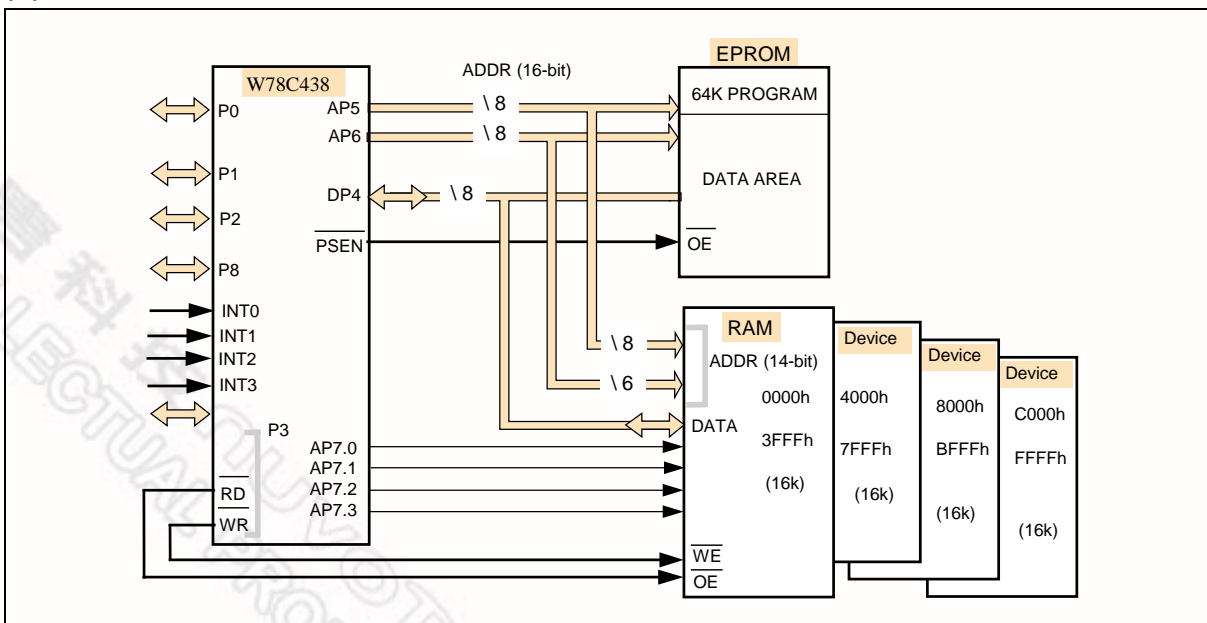 W78C438
P0
P1
P2
P8
INT0
INT1
INT2
INT3
P3
RD
WR
AP5
AP6
DP4
PSEN
AP7.0
AP7.1
AP7.2
AP7.3
ADDR (16-bit)
\ 8
\ 8
\ 8
EPROM
64K PROGRAM
DATA AREA
OE
\ 8
\ 6
RAM
ADDR (14-bit)
0000h
3FFFh
(16k)
DATA
WE
OE
Device
4000h
7FFFh
(16k)
Device
8000h
BFFFh
(16k)
Device
C000h
FFFFh
(16k)